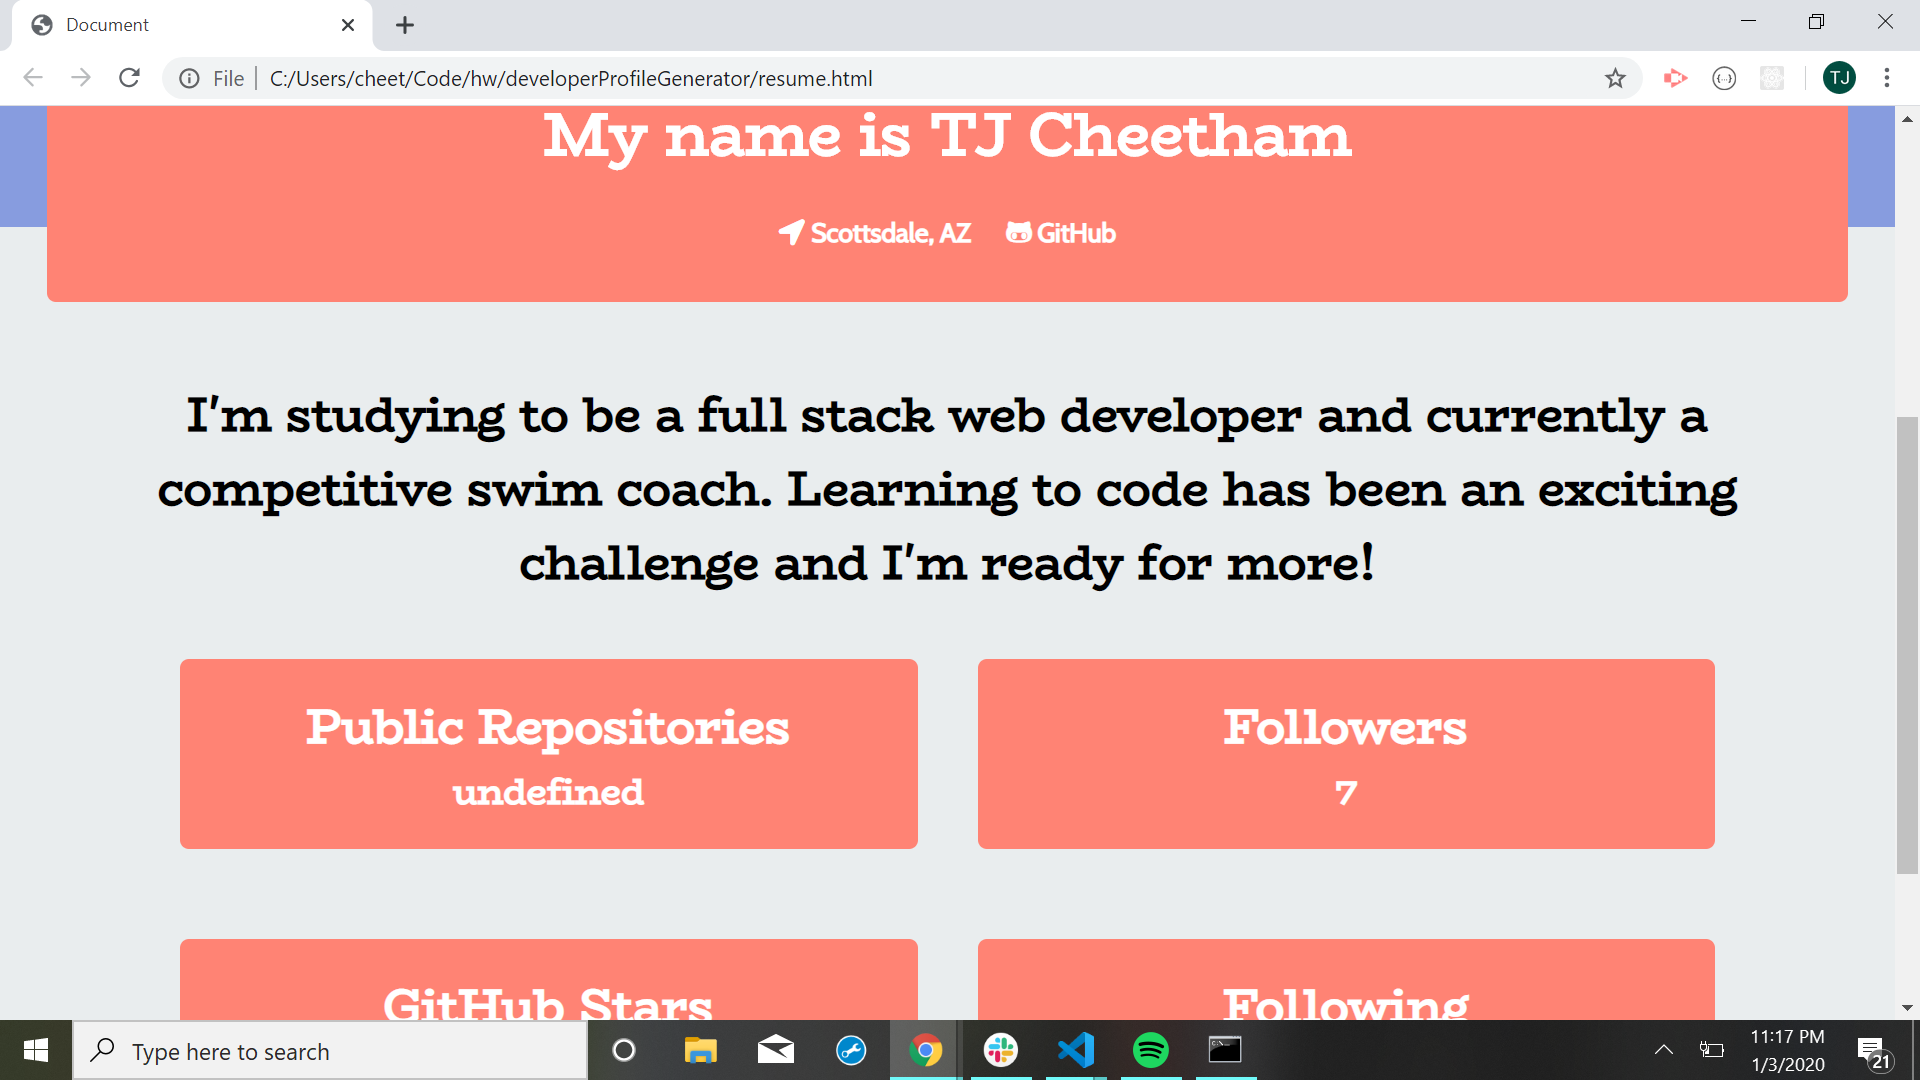 Document
File
C:/Users/cheet/Code/hw/developerProfileGenerator/resume.html
TJ
My name is TJ Cheetham
Scottsdale, AZ GitHub
I'm studying to be a full stack web developer and currently a
competitive swim coach. Learning to code has been an exciting
challenge and I'm ready for more!
Public Repositories
undefined
Followers
7
GitHub Stars
Following
Type here to search
11:17 PM
1/3/2020
21